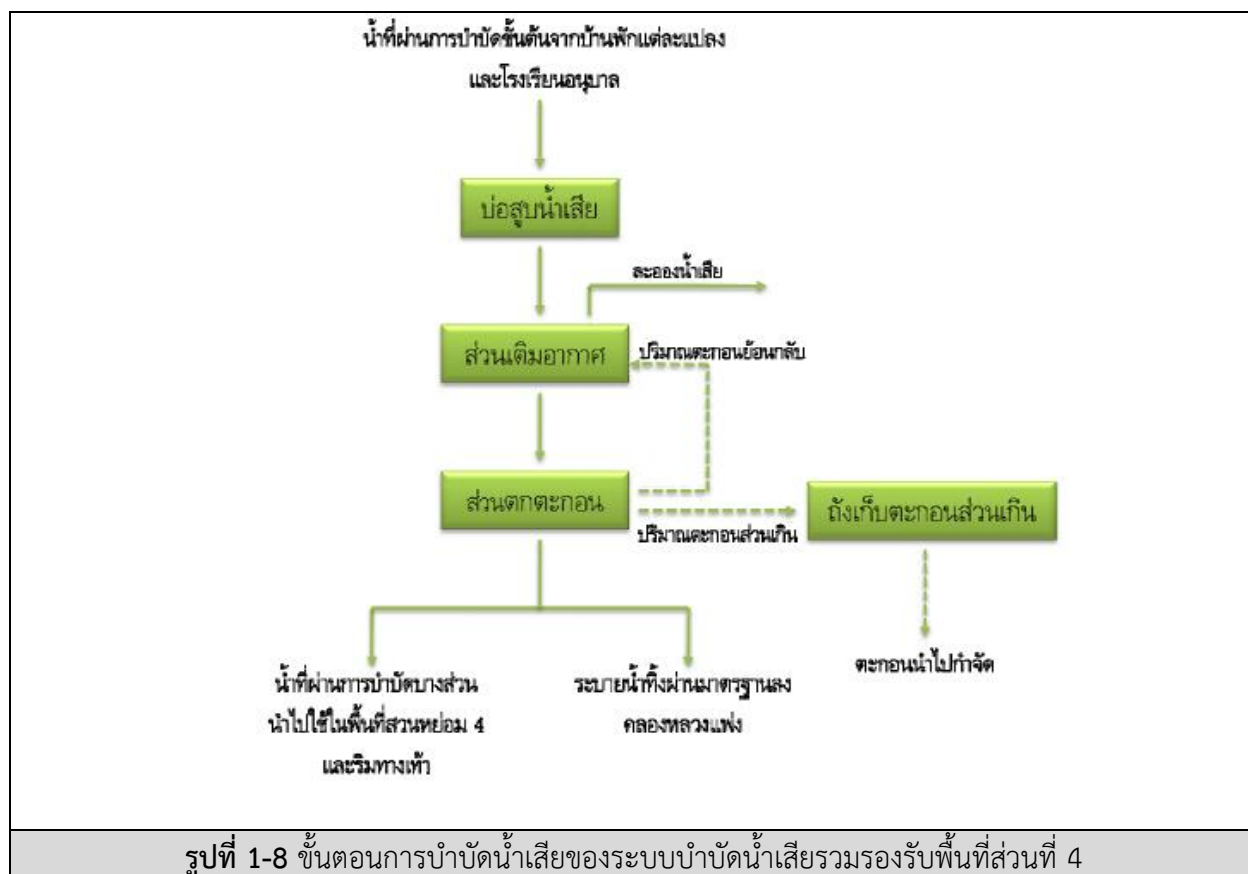 น้ำที่ผ่านการบำบัดขั้นต้นจากบ้านพักแต่ละแปลง
และโรงเรียนอนุบาล
บ่อสูบน้ำเสีย
ละอองน้ำเสีย
ส่วนเติมอากาศ
ปริมาณตะกอนย้อนกลับ
ส่วนตกตะกอน
ปริมาณตะกอนส่วนเกิน
ถังเก็บตะกอนส่วนเกิน
ตะกอนนำไปกำจัด
น้ำที่ผ่านการบำบัดบางส่วน
นำไปใช้ในพื้นที่สวนหย่อม 4
และริมทางเท้า
ระบายน้ำทิ้งผ่านมาตรฐานลง
คลองหลวงแพ่ง
รูปที่ 1-8 ขั้นตอนการบำบัดน้ำเสียของระบบบำบัดน้ำเสียรวมรองรับพื้นที่ส่วนที่ 4